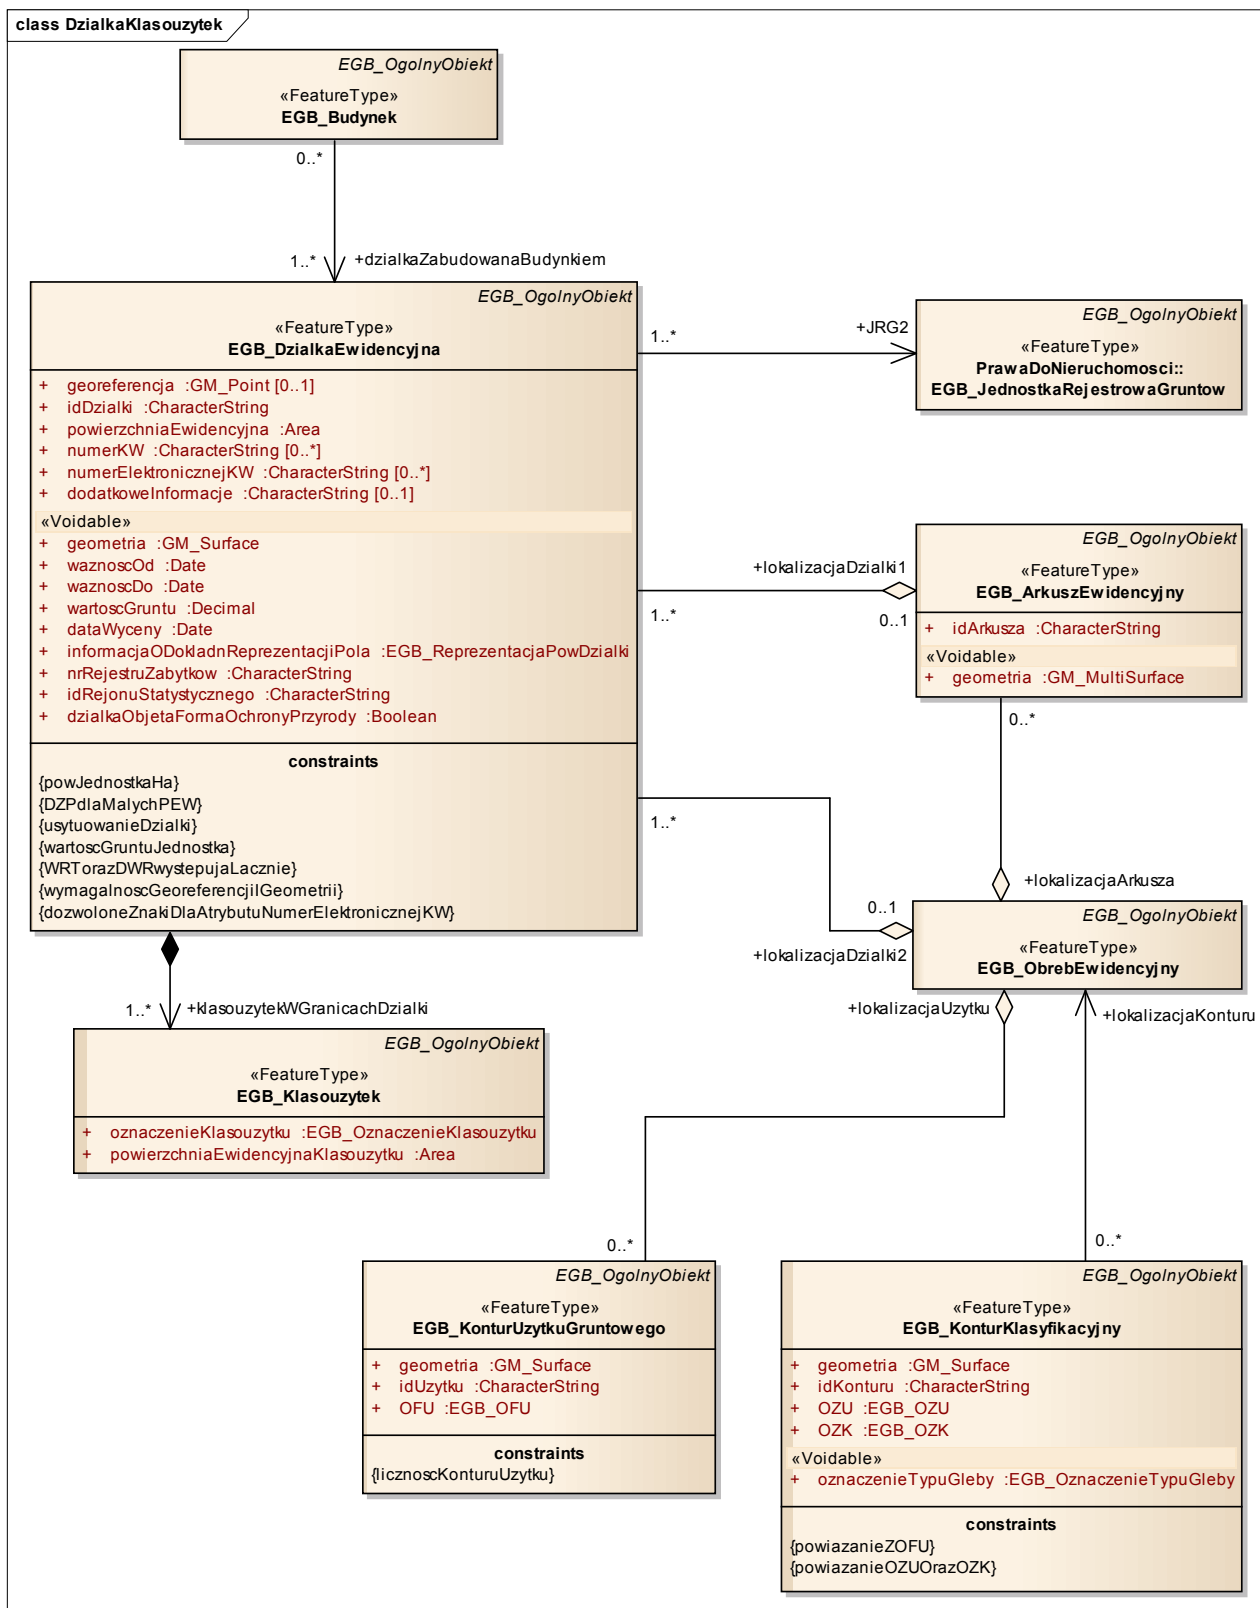 class DzialkaKlasouzytek
EGB_OgolnyObiekt
«FeatureType»
EGB_Budynek
0..*
1..*
+dzialkaZabudowanaBudynkiem
EGB_OgolnyObiekt
«FeatureType»
EGB_DzialkaEwidencyjna
+ georeferencja :GM_Point [0..1]
+ idDzialki :CharacterString
+ powierzchniaEwidencyjna :Area
+ numerKW :CharacterString [0..*]
+ numerElektronicznejKW :CharacterString [0..*]
+ dodatkoweInformacje :CharacterString [0..1]
«Voidable»
+ geometria :GM_Surface
+ waznoscOd :Date
+ waznoscDo :Date
+ wartoscGruntu :Decimal
+ dataWyceny :Date
+ informacjaODokladnReprezentacjiPola :EGB_ReprezentacjaPowDzialki
+ nrRejestruZabytkow :CharacterString
+ idRejonuStatystycznego :CharacterString
+ dzialkaObjetaFormaOchronyPrzyrody :Boolean
constraints
{powJednostkaHa}
{DZPdlaMalychPEW}
{usytuowanieDzialki}
{wartoscGruntuJednostka}
{WRTorazDWRwystepujaLacznie}
{wymagalnoscGeoreferencjiIGeometrii}
{dozwoloneZnakiDlaAtrybutuNumerElektronicznejKW}
1..*
+JRG2
EGB_OgolnyObiekt
«FeatureType»
PrawaDoNieruchomosci::
EGB_JednostkaRejestrowaGruntow
+lokalizacjaDzialki1
1..*
0..1
EGB_OgolnyObiekt
«FeatureType»
EGB_ArkuszEwidencyjny
+ idArkusza :CharacterString
«Voidable»
+ geometria :GM_MultiSurface
0..*
+lokalizacjaArkusza
1..*
0..1
+lokalizacjaDzialki2
EGB_OgolnyObiekt
«FeatureType»
EGB_ObrebEwidencyjny
+lokalizacjaUzytku
+lokalizacjaKonturu
1..*
+klasouzytekWGranicachDzialki
EGB_OgolnyObiekt
«FeatureType»
EGB_Klasouzytek
+ oznaczenieKlasouzytku :EGB_OznaczenieKlasouzytku
+ powierzchniaEwidencyjnaKlasouzytku :Area
0..*
0..*
EGB_OgolnyObiekt
«FeatureType»
EGB_KonturUzytkuGruntowego
+ geometria :GM_Surface
+ idUzytku :CharacterString
+ OFU :EGB_OFU
constraints
{licznoscKonturuUzytku}
EGB_OgolnyObiekt
«FeatureType»
EGB_KonturKlasyfikacyjny
+ geometria :GM_Surface
+ idKonturu :CharacterString
+ OZU :EGB_OZU
+ OZK :EGB_OZK
«Voidable»
+ oznaczenieTypuGleby :EGB_OznaczenieTypuGleby
constraints
{powiazanieZOFU}
{powiazanieOZUOrazOZK}